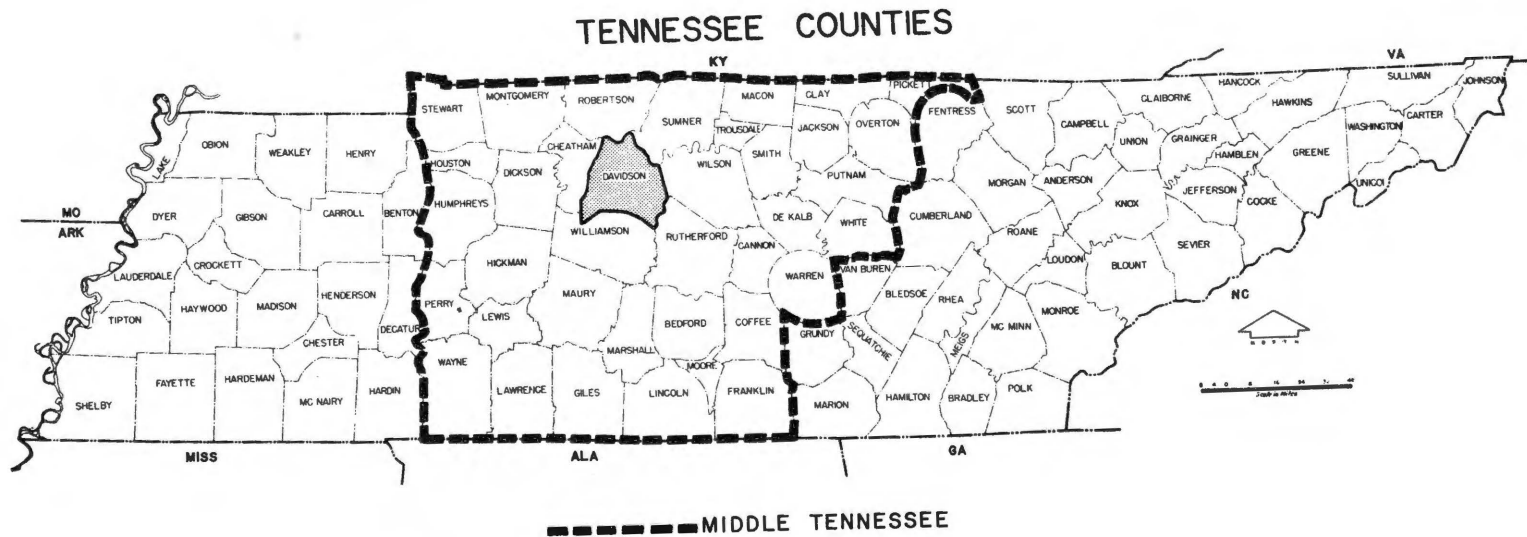 TENNESSEE COUNTIES
KY
VA
STEWART
MONTGOMERY
ROBERTSON
SUMNER
MACON
CLAY
PICKETT
FENTRESS
SCOTT
CAMPBELL
CLAIBORNE
HANCOCK
HAWKINS
SULLIVAN
JOHNSON
LAKE
OBION
WEAKLEY
HENRY
HOUSTON
CHEATHAM
DICKSON
DAVIDSON
WILSON
TROUSDALE
SMITH
JACKSON
OVERTON
PUTNAM
MORGAN
ANDERSON
UNION
GRAINGER
HAMBLEN
GREENE
WASHINGTON
CARTER
UNICOI
MO
ARK
DYER
GIBSON
CARROLL
BENTON
HUMPHREYS
WILLIAMSON
RUTHERFORD
CANNON
DE KALB
WHITE
CUMBERLAND
ROANE
KNOX
JEFFERSON
COCKE
SEVIER
LOUDON
BLOUNT
LAUDERDALE
CROCKETT
HAYWOOD
MADISON
HENDERSON
DECATUR
PERRY
HICKMAN
LEWIS
MAURY
BEDFORD
COFFEE
WARREN
VAN BUREN
BLEDSOE
RHEA
MEIGS
MC MINN
MONROE
NC
TIPTON
CHESTER
MARSHALL
MOORE
GRUNDY
SEQUATCHIE
NORTH
SHELBY
FAYETTE
HARDEMAN
MC NAIRY
HARDIN
WAYNE
LAWRENCE
GILES
LINCOLN
FRANKLIN
MARION
HAMILTON
BRADLEY
POLK
Scale in Miles
MISS
ALA
GA
MIDDLE TENNESSEE